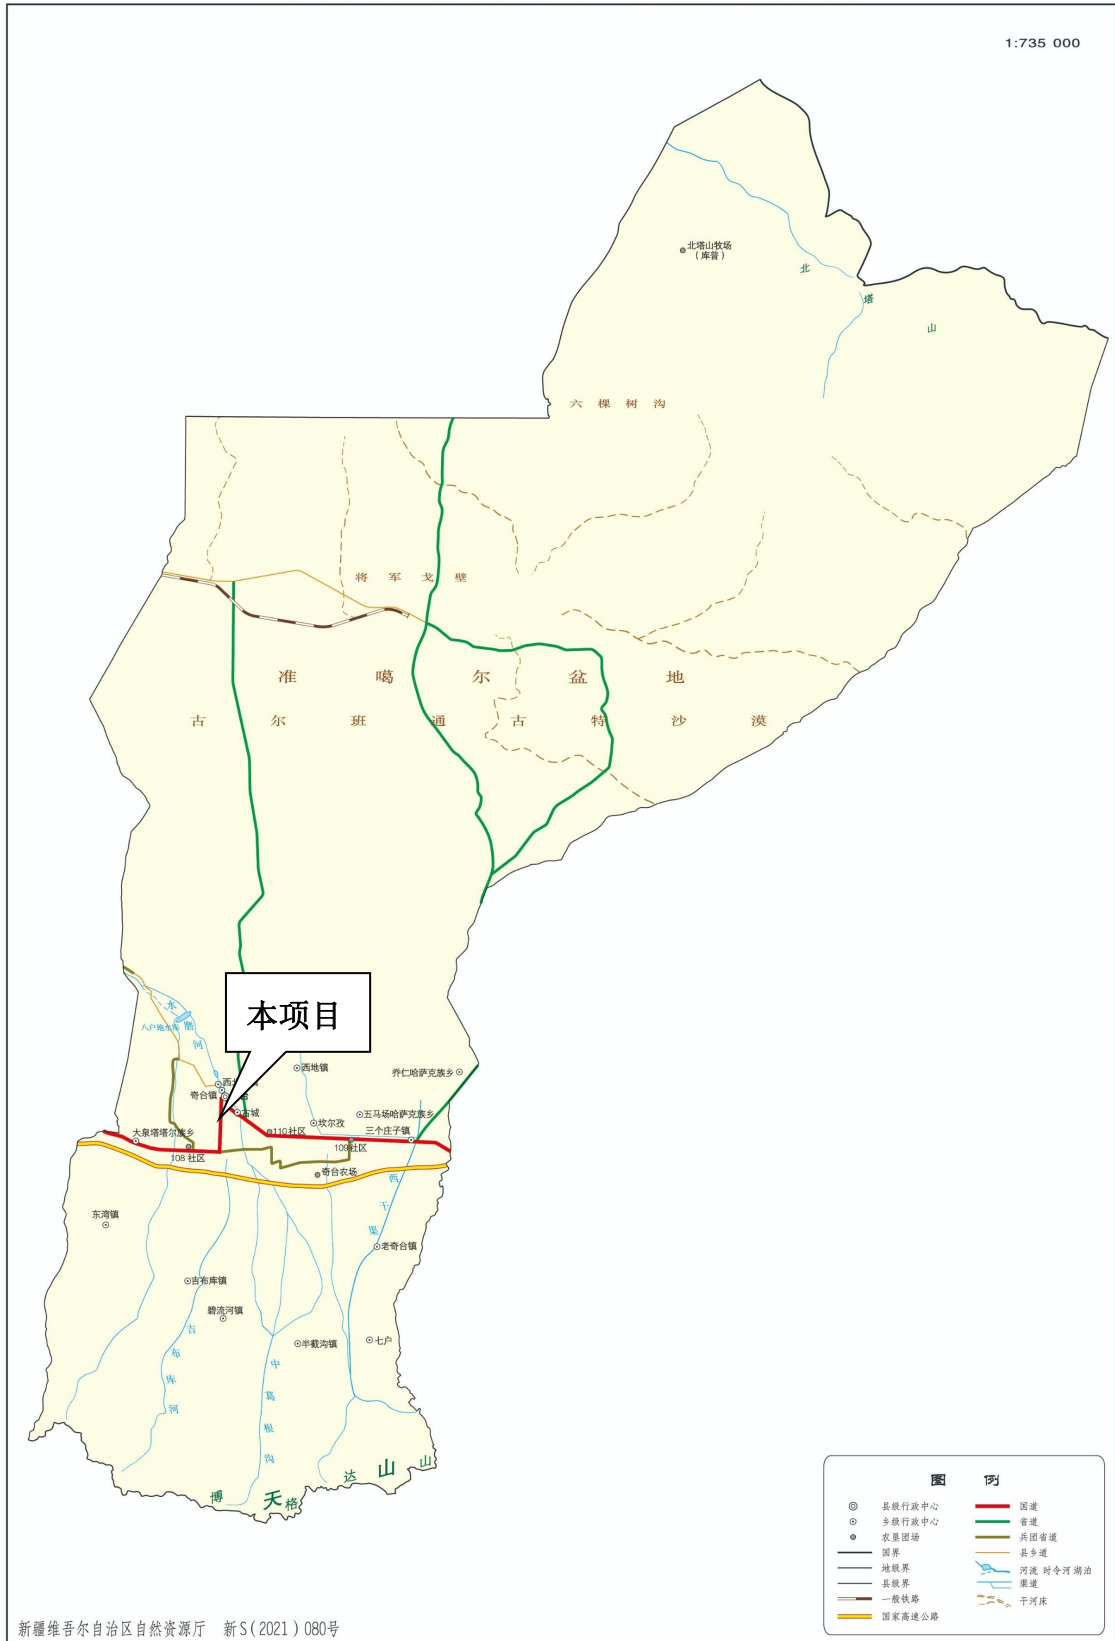 1:735 000
北塔山牧场
（库普）
北塔山
六棵树沟
将军戈壁
准噶尔盆地
古尔班通古特沙漠
本项目
水磨河
八户地水库
西北
西地镇
乔仁哈萨克族乡
奇台镇
古城
五马场哈萨克族乡
坎尔孜
110社区
三个庄子镇
大泉塔塔尔族乡
108社区
109社区
奇台农场
西干渠
东湾镇
老奇台镇
吉布库镇
碧流河镇
半截沟镇
七户
吉布库河
中葛根沟
博格达山
天山
图例
县级行政中心
国道
乡级行政中心
省道
农垦团场
兵团省道
国界
县乡道
地级界
河流 时令河 湖泊
县级界
渠道
一般铁路
干河床
国家高速公路
新疆维吾尔自治区自然资源厅 新S(2021)080号